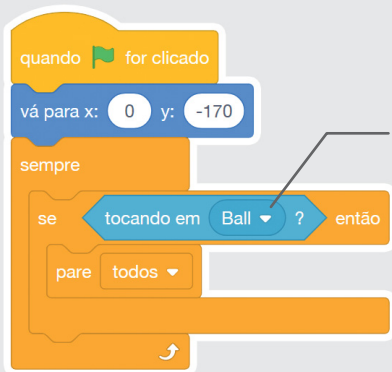 quando for clicado
vá para x: 0 y: -170
sempre
se tocando em Ball ? então
pare todos